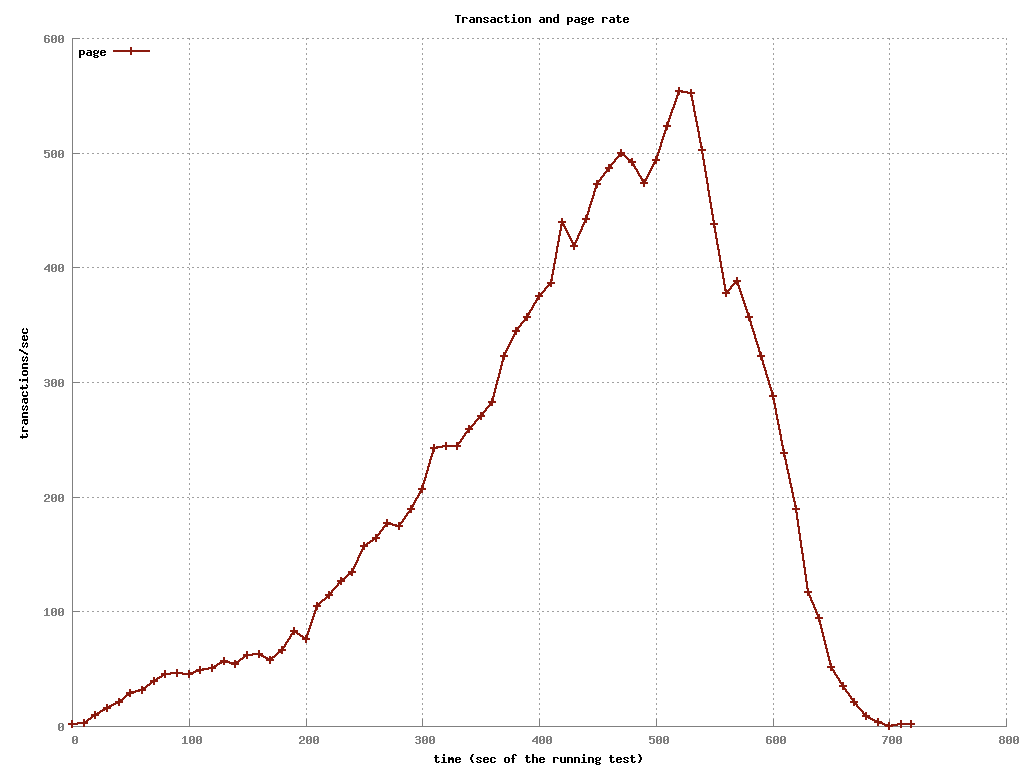 Transaction and page rate
600
page
500
400
transactions/sec
300
200
100
0
0 100 200 300 400 500 600 700 800
time (sec of the running test)